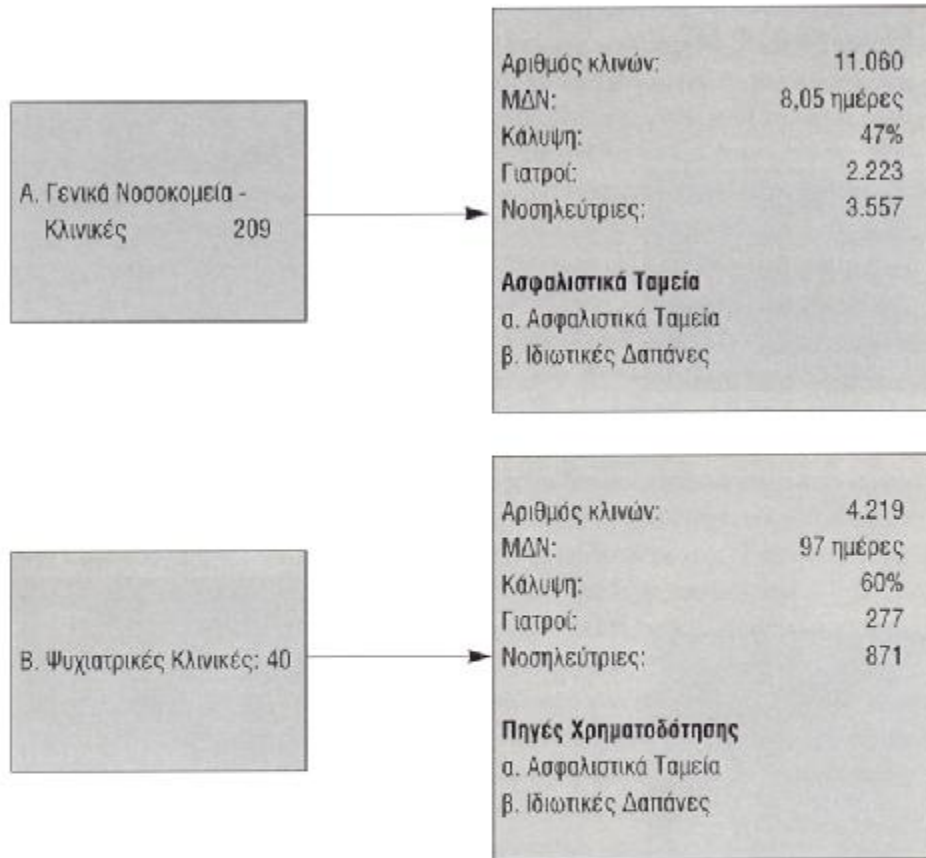 Α. Γενικά Νοσοκομεία -
Κλινικές 209
Αριθμός κλινών: 11.060
ΜΔΝ: 8,05 ημέρες
Κάλυψη: 47%
Γιατροί: 2.223
Νοσηλεύτριες: 3.557
Ασφαλιστικά Ταμεία
α. Ασφαλιστικά Ταμεία
β. Ιδιωτικές Δαπάνες
Β. Ψυχιατρικές Κλινικές: 40
Αριθμός κλινών: 4.219
ΜΔΝ: 97 ημέρες
Κάλυψη: 60%
Γιατροί: 277
Νοσηλεύτριες: 871
Πηγές Χρηματοδότησης
α. Ασφαλιστικά Ταμεία
β. Ιδιωτικές Δαπάνες